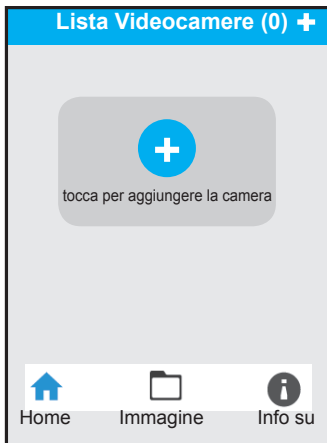 Lista Videocamere (0) +
tocca per aggiungere la camera
Home Immagine Info su